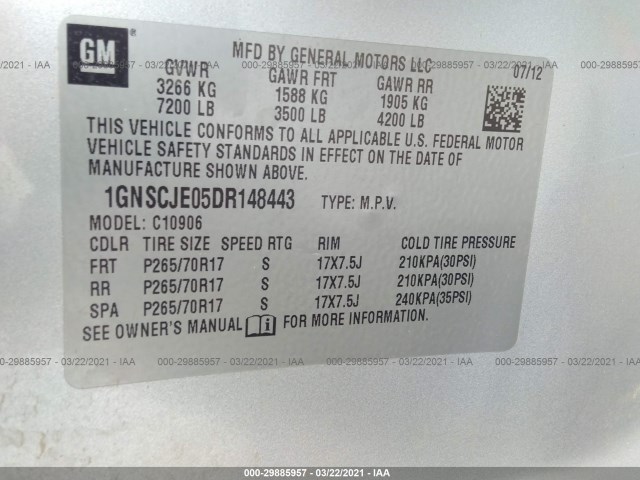 GM
MFD BY GENERAL MOTORS LLC
07/12
GVWR GAWR FRT GAWR RR
3266 KG 1588 KG 1905 KG
7200 LB 3500 LB 4200 LB
THIS VEHICLE CONFORMS TO ALL APPLICABLE U.S. FEDERAL MOTOR
VEHICLE SAFETY STANDARDS IN EFFECT ON THE DATE OF
MANUFACTURE SHOWN ABOVE.
1GNSCJE05DR148443 TYPE: M.P.V.
MODEL: C10906
CDLR TIRE SIZE SPEED RTG RIM COLD TIRE PRESSURE
FRT P265/70R17 S 17X7.5J 210KPA(30PSI)
RR P265/70R17 S 17X7.5J 210KPA(30PSI)
SPA P265/70R17 S 17X7.5J 240KPA(35PSI)
SEE OWNER'S MANUAL FOR MORE INFORMATION.
000-29885957 - 03/22/2021 - IAA